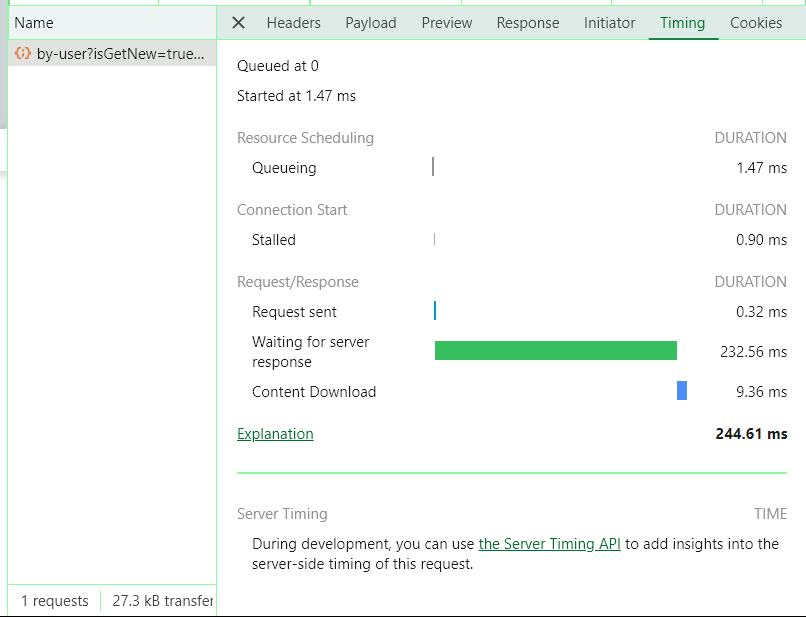 Name
Headers Payload Preview Response Initiator Timing Cookies
by-user?isGetNew=true...
Queued at 0
Started at 1.47 ms
Resource Scheduling DURATION
Queueing 1.47 ms
Connection Start DURATION
Stalled 0.90 ms
Request/Response DURATION
Request sent 0.32 ms
Waiting for server
response 232.56 ms
Content Download 9.36 ms
Explanation 244.61 ms
Server Timing TIME
During development, you can use the Server Timing API to add insights into the
server-side timing of this request.
1 requests 27.3 kB transfer